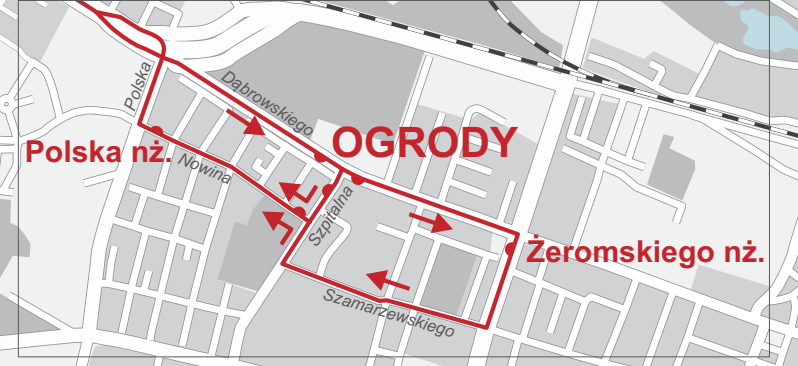 Polska
Dąbrowskiego
OGRODY
Polska nż.
Nowina
Szpitalna
Żeromskiego nż.
Szamarzewskiego